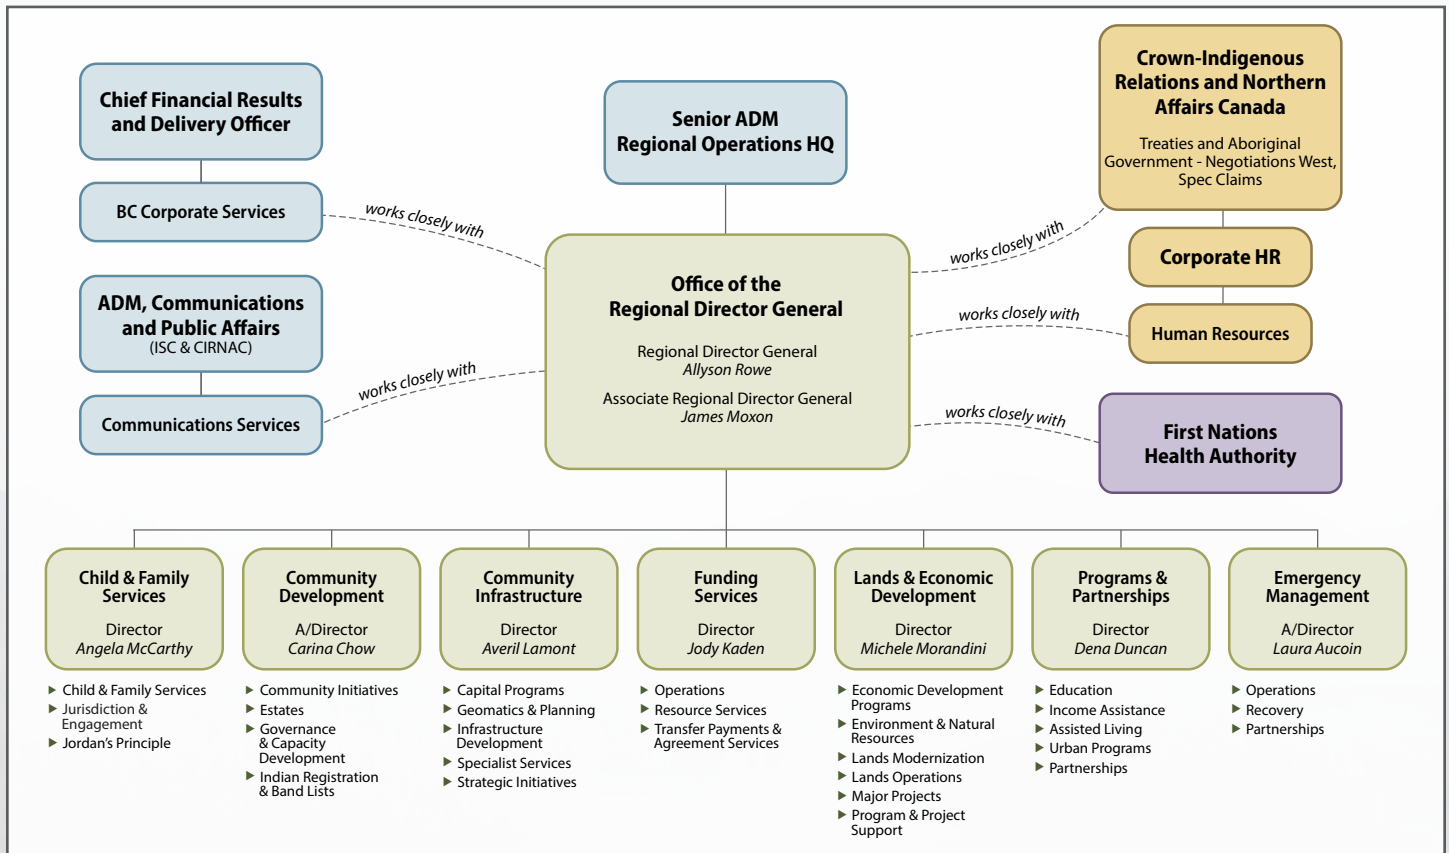 Chief Financial Results
and Delivery Officer
BC Corporate Services
works closely with
ADM, Communications
and Public Affairs
(ISC & CIRNAC)
Communications Services
works closely with
Senior ADM
Regional Operations HQ
Office of the
Regional Director General
Regional Director General
Allyson Rowe
Associate Regional Director General
James Moxon
Crown-Indigenous
Relations and Northern
Affairs Canada
Treaties and Aboriginal
Government - Negotiations West,
Spec Claims
works closely with
Corporate HR
works closely with
Human Resources
works closely with
First Nations
Health Authority
Child & Family
Services
Director
Angela McCarthy
▶ Child & Family Services
▶ Jurisdiction &
Engagement
▶ Jordan's Principle
Community
Development
A/Director
Carina Chow
▶ Community Initiatives
▶ Estates
▶ Governance
& Capacity
Development
▶ Indian Registration
& Band Lists
Community
Infrastructure
Director
Averil Lamont
▶ Capital Programs
▶ Geomatics & Planning
▶ Infrastructure
Development
▶ Specialist Services
▶ Strategic Initiatives
Funding
Services
Director
Jody Kaden
▶ Operations
▶ Resource Services
▶ Transfer Payments &
Agreement Services
Lands & Economic
Development
Director
Michele Morandini
▶ Economic Development
Programs
▶ Environment & Natural
Resources
▶ Lands Modernization
▶ Lands Operations
▶ Major Projects
▶ Program & Project
Support
Programs &
Partnerships
Director
Dena Duncan
▶ Education
▶ Income Assistance
▶ Assisted Living
▶ Urban Programs
▶ Partnerships
Emergency
Management
A/Director
Laura Aucoin
▶ Operations
▶ Recovery
▶ Partnerships